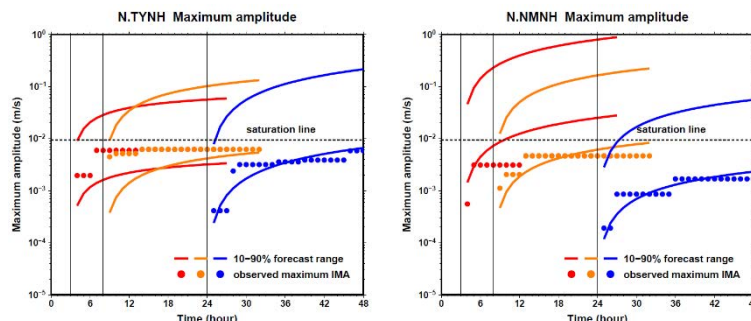 N.TYNH Maximum amplitude
10⁰
10⁻¹
10⁻²
10⁻³
10⁻⁴
10⁻⁵
Maximum amplitude (m/s)
saturation line
10−90% forecast range
observed maximum IMA
0 6 12 18 24 30 36 42 48
Time (hour)
N.NMNH Maximum amplitude
10⁰
10⁻¹
10⁻²
10⁻³
10⁻⁴
10⁻⁵
Maximum amplitude (m/s)
saturation line
10−90% forecast range
observed maximum IMA
0 6 12 18 24 30 36 42 48
Time (hour)